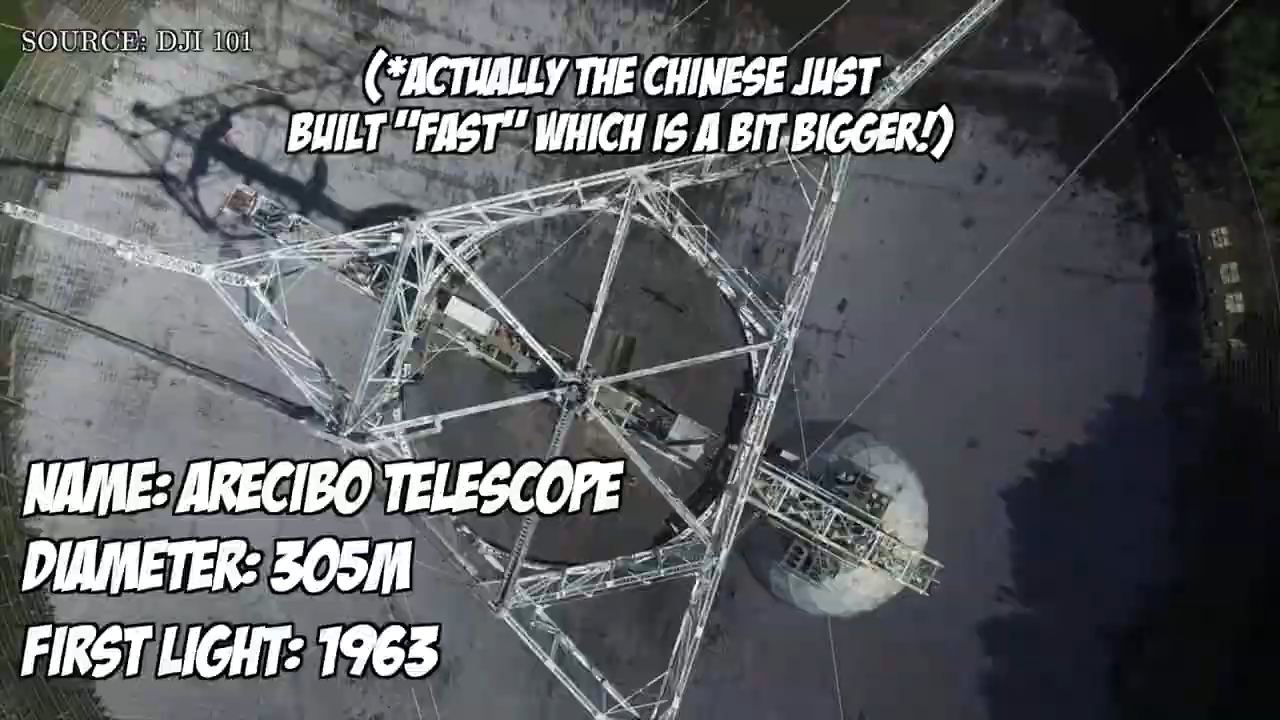 SOURCE: DJI 101
(*ACTUALLY THE CHINESE JUST
BUILT "FAST" WHICH IS A BIT BIGGER!)
NAME: ARECIBO TELESCOPE
DIAMETER: 305M
FIRST LIGHT: 1963